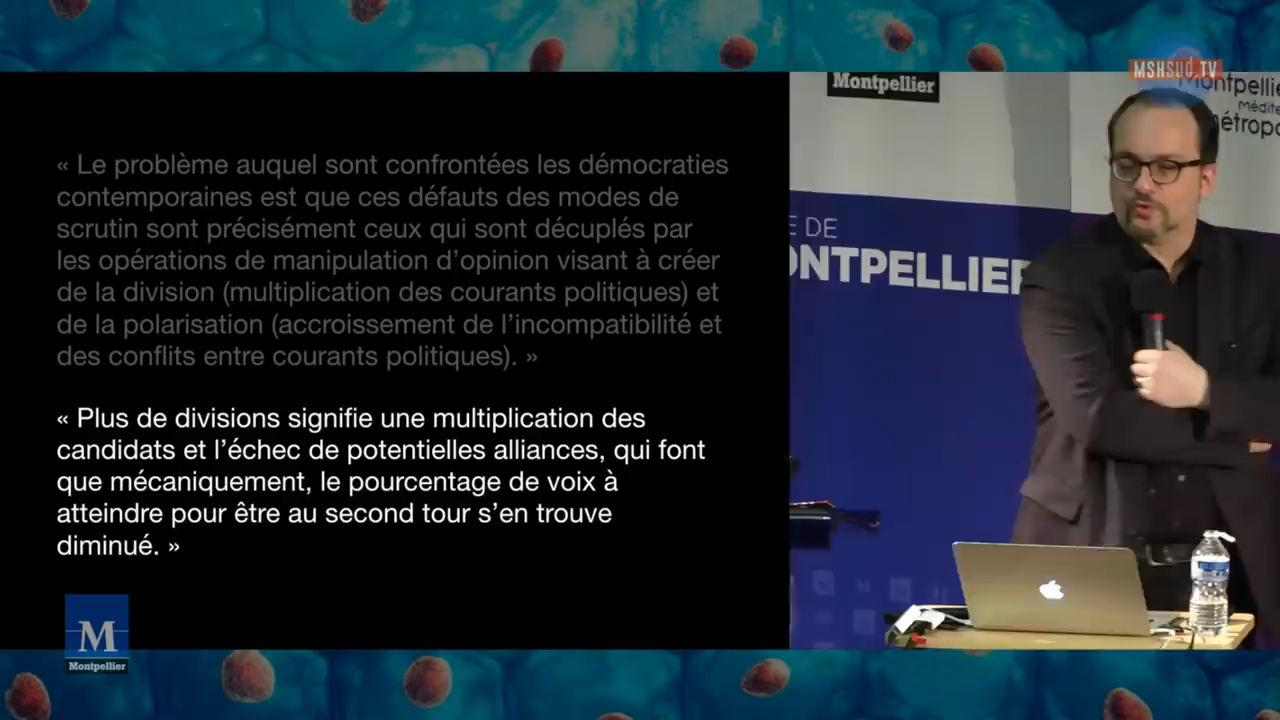 MSHSUD.TV
Montpellier
Montpellie
Médite
étropo
E DE
ONTPELLIER
« Le problème auquel sont confrontées les démocraties
contemporaines est que ces défauts des modes de
scrutin sont précisément ceux qui sont décuplés par
les opérations de manipulation d’opinion visant à créer
de la division (multiplication des courants politiques) et
de la polarisation (accroissement de l’incompatibilité et
des conflits entre courants politiques). »
« Plus de divisions signifie une multiplication des
candidats et l’échec de potentielles alliances, qui font
que mécaniquement, le pourcentage de voix à
atteindre pour être au second tour s’en trouve
diminué. »
M
Montpellier